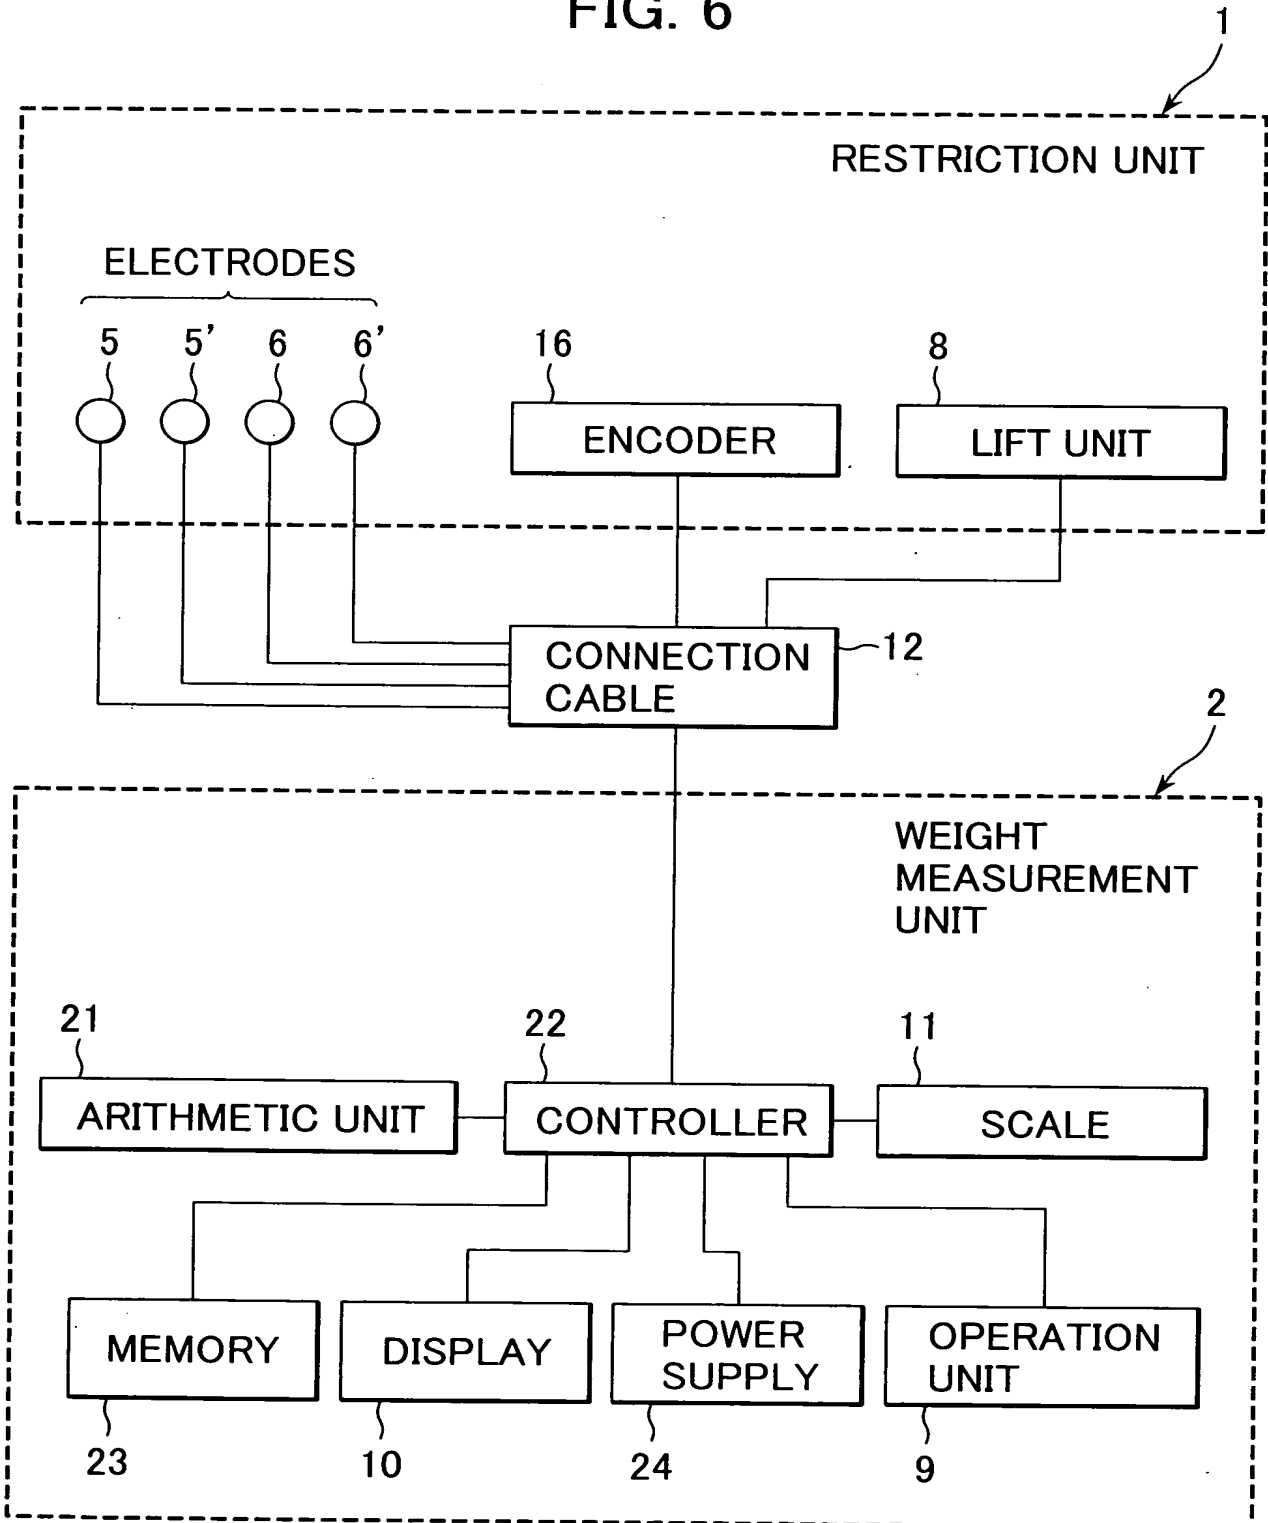 FIG. 6
1
RESTRICTION UNIT
ELECTRODES
5 5' 6 6' 16 8
ENCODER
LIFT UNIT
CONNECTION
CABLE
12
2
WEIGHT
MEASUREMENT
UNIT
21 22 11
ARITHMETIC UNIT
CONTROLLER
SCALE
MEMORY
DISPLAY
POWER
SUPPLY
OPERATION
UNIT
23 10 24 9